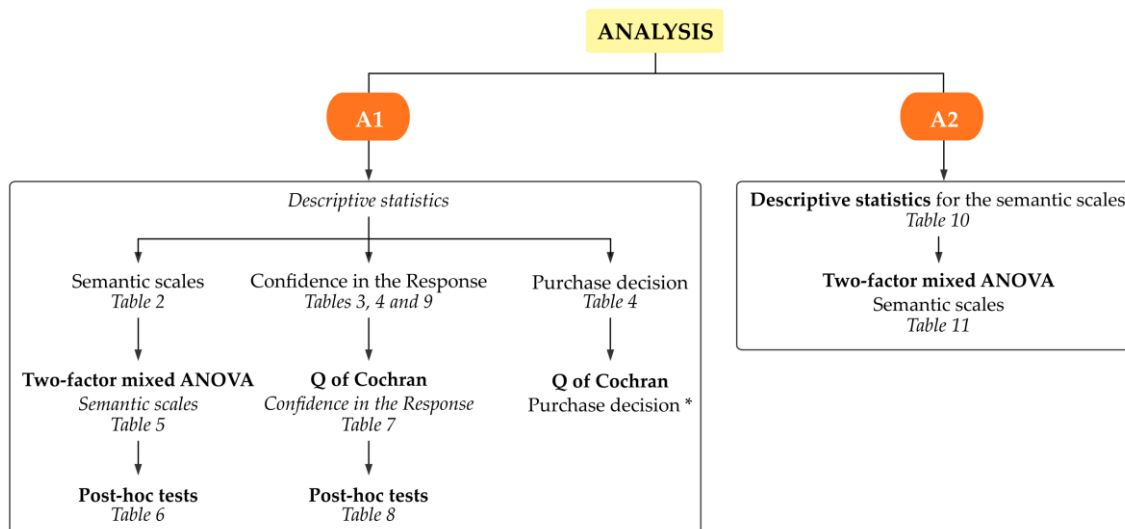 ANALYSIS
A1
A2
Descriptive statistics
Semantic scales
Table 2
Confidence in the Response
Tables 3, 4 and 9
Purchase decision
Table 4
Two-factor mixed ANOVA
Semantic scales
Table 5
Q of Cochran
Confidence in the Response
Table 7
Q of Cochran
Purchase decision *
Post-hoc tests
Table 6
Post-hoc tests
Table 8
Descriptive statistics for the semantic scales
Table 10
Two-factor mixed ANOVA
Semantic scales
Table 11